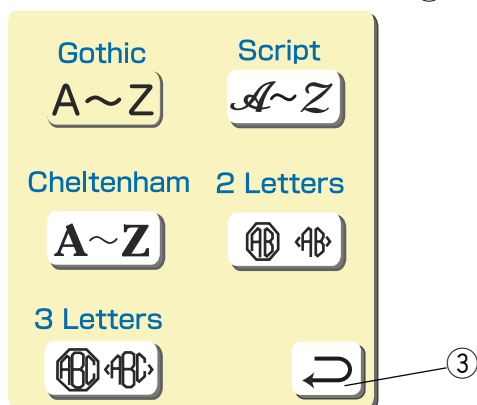 Gothic Script
A~Z A~Z
Cheltenham 2 Letters
A~Z AB <AB>
3 Letters
ABC <ABC>
③